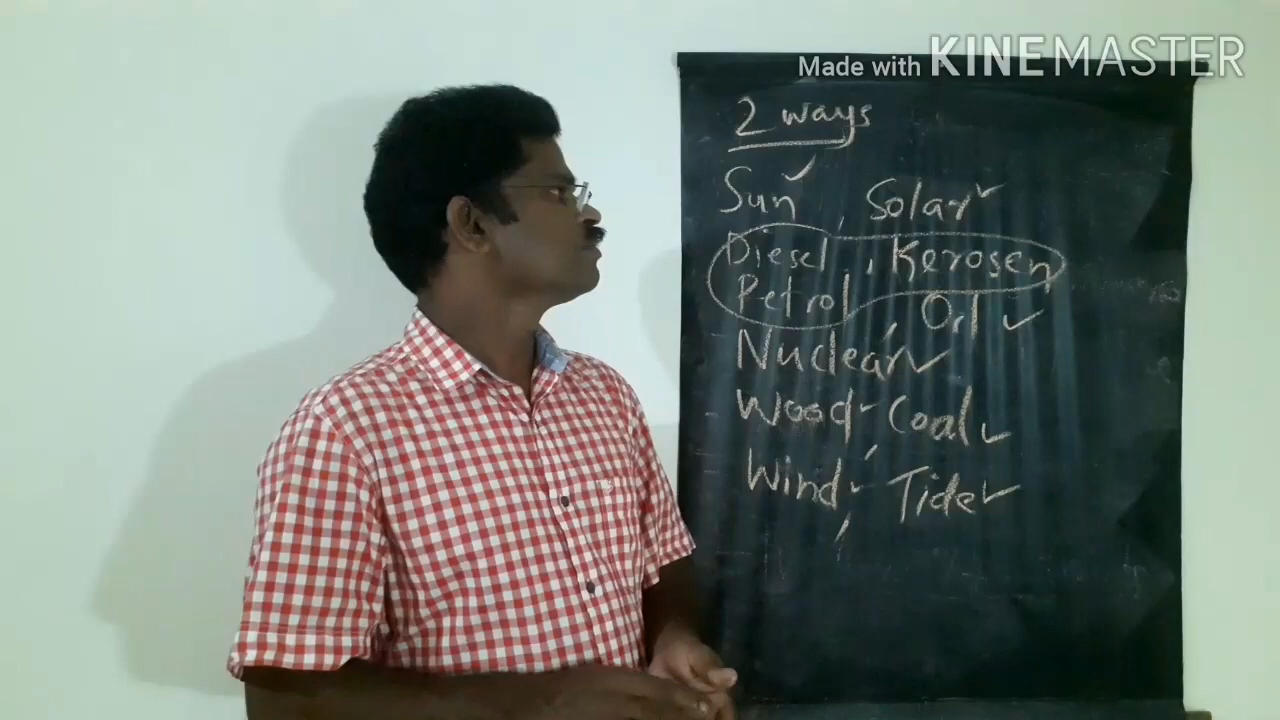 Made with KINEMASTER
2 ways
Sun, Solar
Diesel, Kerosen
Petrol, Oil
Nuclear
Wood, Coal
Wind, Tide